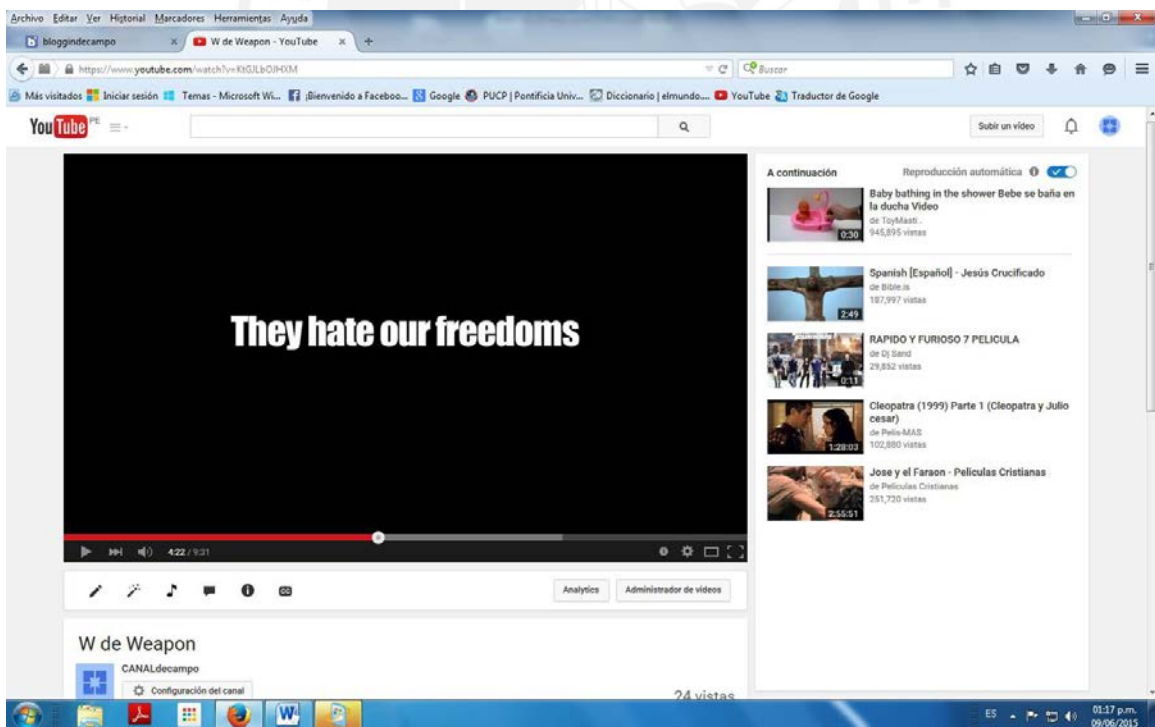 Archivo Editar Ver Historial Marcadores Herramientas Ayuda
bloggindecampo
W de Weapon - YouTube
https://www.youtube.com/watch?v=KtGJLbOJHXM
Buscar
Más visitados Iniciar sesión Temas - Microsoft Wi... ¡Bienvenido a Faceboo... Google PUCP | Pontificia Univ... Diccionario | elmundo.... YouTube Traductor de Google
YouTube PE
Subir un vídeo
They hate our freedoms
4:22 / 9:31
A continuación
Reproducción automática
Baby bathing in the shower Bebe se baña en
la ducha Video
de ToyMasti .
945,895 vistas
0:30
Spanish [Español] - Jesús Crucificado
de Bible.is
187,997 vistas
2:49
RAPIDO Y FURIOSO 7 PELICULA
de Dj Sand
29,852 vistas
0:11
Cleopatra (1999) Parte 1 (Cleopatra y Julio
cesar)
de Pelis-MAS
102,880 vistas
1:28:03
Jose y el Faraon - Peliculas Cristianas
de Peliculas Cristianas
251,720 vistas
2:55:51
CC
Analytics
Administrador de vídeos
W de Weapon
CANALdecampo
Configuración del canal
24 vistas
ES
01:17 p.m.
09/06/2015